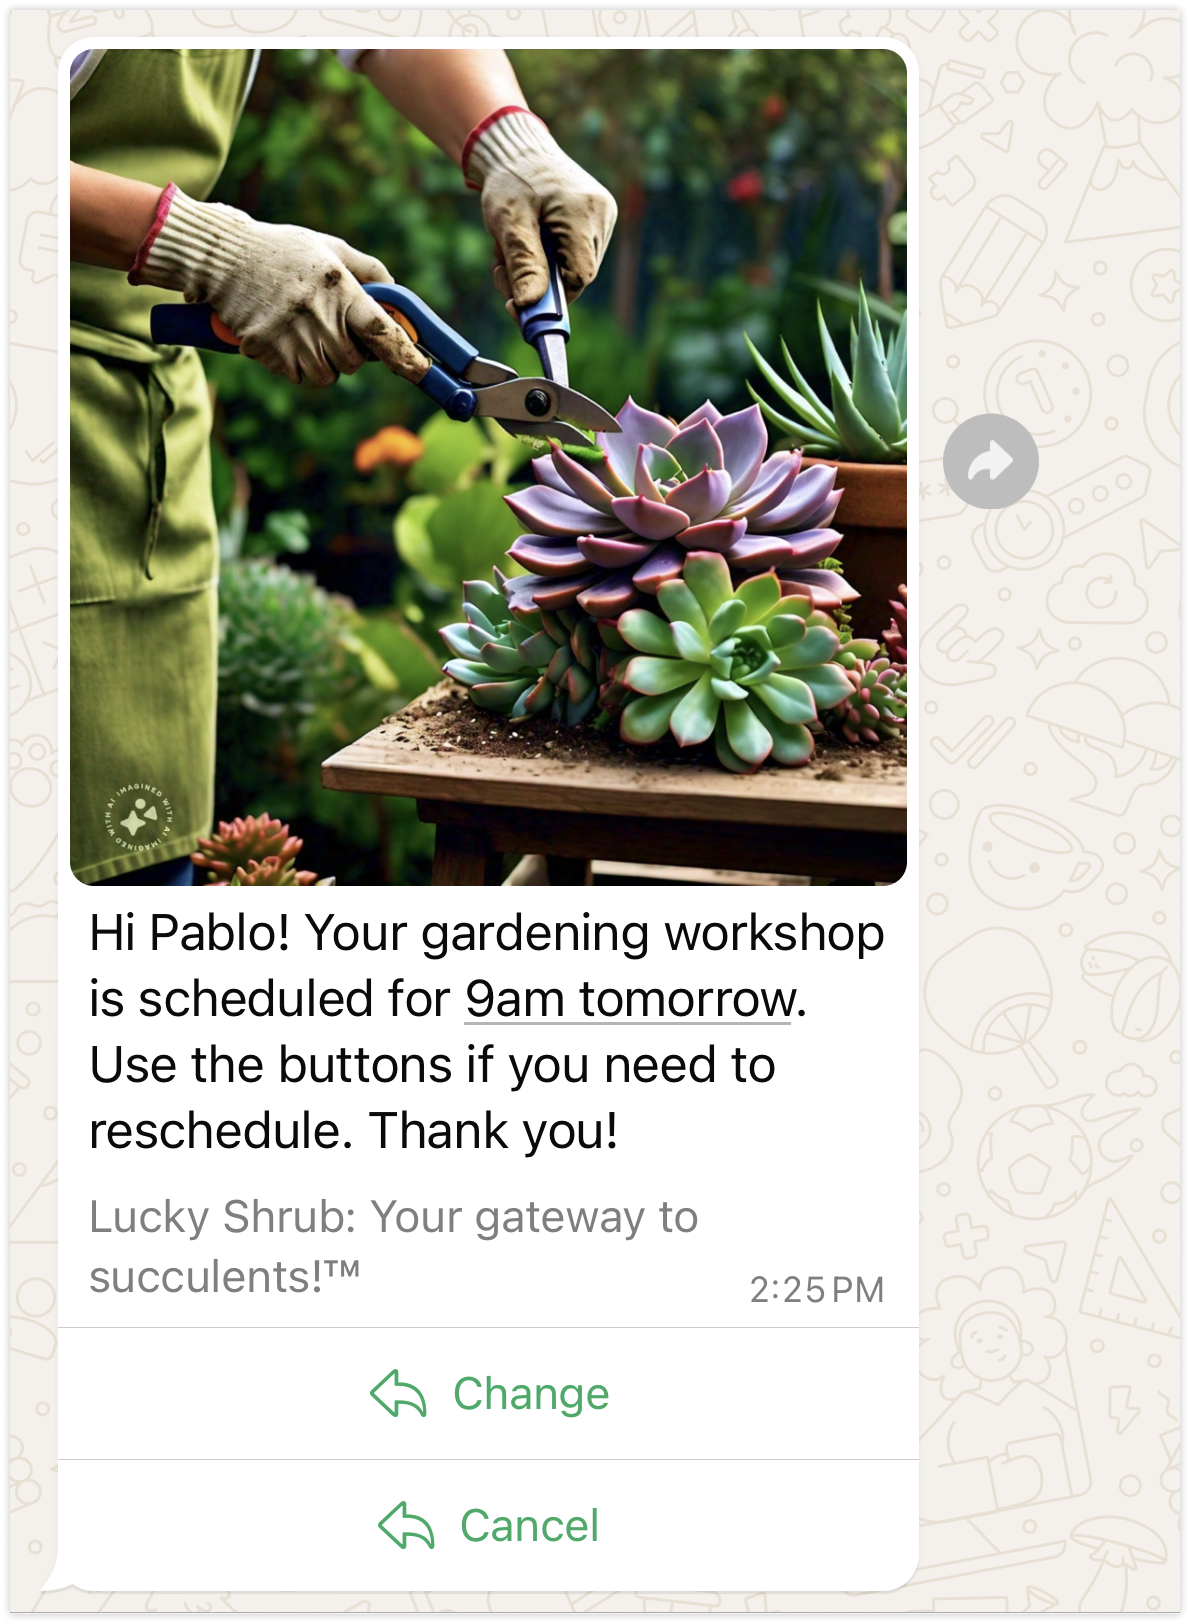 IMAGINED WITH AI IMAGINED WITH AI
Hi Pablo! Your gardening workshop
is scheduled for 9am tomorrow.
Use the buttons if you need to
reschedule. Thank you!
Lucky Shrub: Your gateway to
succulents!™
2:25 PM
Change
Cancel